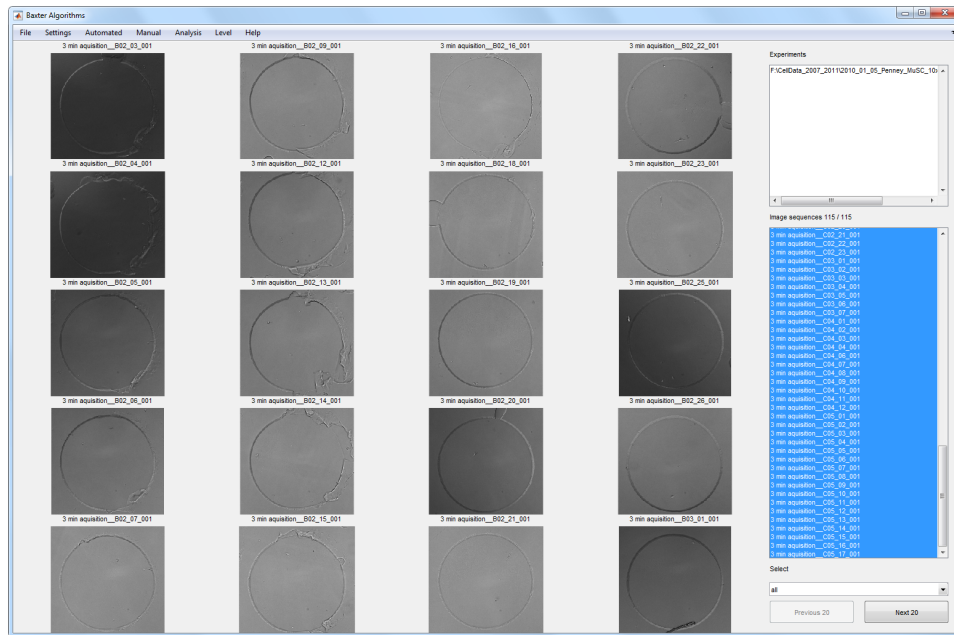 Baxter Algorithms
File Settings Automated Manual Analysis Level Help
3 min aquisition__B02_03_001
3 min aquisition__B02_09_001
3 min aquisition__B02_16_001
3 min aquisition__B02_22_001
3 min aquisition__B02_04_001
3 min aquisition__B02_12_001
3 min aquisition__B02_18_001
3 min aquisition__B02_23_001
3 min aquisition__B02_05_001
3 min aquisition__B02_13_001
3 min aquisition__B02_19_001
3 min aquisition__B02_25_001
3 min aquisition__B02_06_001
3 min aquisition__B02_14_001
3 min aquisition__B02_20_001
3 min aquisition__B02_26_001
3 min aquisition__B02_07_001
3 min aquisition__B02_15_001
3 min aquisition__B02_21_001
3 min aquisition__B03_01_001
Experiments
F:\CellData_2007_2011\2010_01_05_Penney_MuSC_10x
Image sequences 115 / 115
3 min aquisition__C02_21_001
3 min aquisition__C02_22_001
3 min aquisition__C02_23_001
3 min aquisition__C03_01_001
3 min aquisition__C03_02_001
3 min aquisition__C03_03_001
3 min aquisition__C03_04_001
3 min aquisition__C03_05_001
3 min aquisition__C03_06_001
3 min aquisition__C03_07_001
3 min aquisition__C04_01_001
3 min aquisition__C04_02_001
3 min aquisition__C04_03_001
3 min aquisition__C04_04_001
3 min aquisition__C04_06_001
3 min aquisition__C04_07_001
3 min aquisition__C04_08_001
3 min aquisition__C04_09_001
3 min aquisition__C04_10_001
3 min aquisition__C04_11_001
3 min aquisition__C04_12_001
3 min aquisition__C05_01_001
3 min aquisition__C05_02_001
3 min aquisition__C05_03_001
3 min aquisition__C05_04_001
3 min aquisition__C05_05_001
3 min aquisition__C05_06_001
3 min aquisition__C05_07_001
3 min aquisition__C05_08_001
3 min aquisition__C05_09_001
3 min aquisition__C05_10_001
3 min aquisition__C05_11_001
3 min aquisition__C05_12_001
3 min aquisition__C05_13_001
3 min aquisition__C05_14_001
3 min aquisition__C05_15_001
3 min aquisition__C05_16_001
3 min aquisition__C05_17_001
Select
all
Previous 20
Next 20